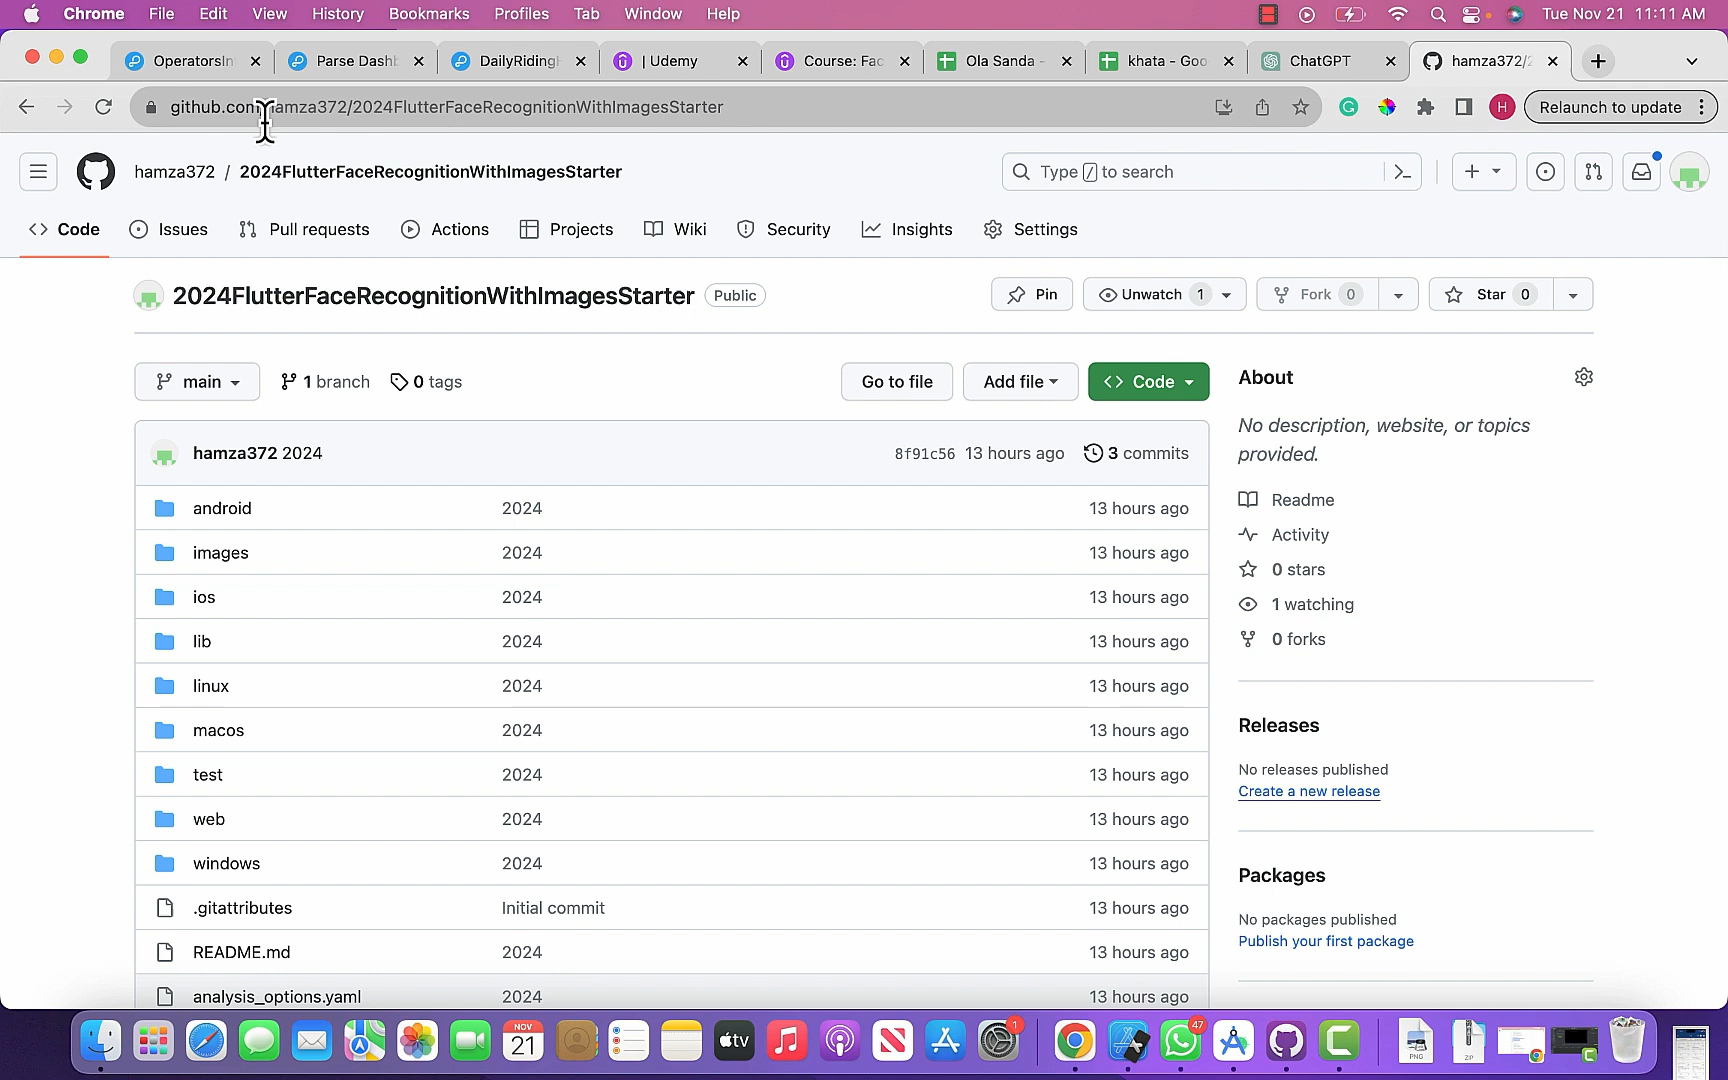 Chrome File Edit View History Bookmarks Profiles Tab Window Help Tue Nov 21 11:11 AM
OperatorsIn Parse Dashb DailyRiding | Udemy Course: Fac Ola Sanda - khata - Goo ChatGPT hamza372/2
github.com/hamza372/2024FlutterFaceRecognitionWithImagesStarter H Relaunch to update
hamza372 / 2024FlutterFaceRecognitionWithImagesStarter Type / to search
Code Issues Pull requests Actions Projects Wiki Security Insights Settings
2024FlutterFaceRecognitionWithImagesStarter Public Pin Unwatch 1 Fork 0 Star 0
main 1 branch 0 tags Go to file Add file Code
hamza372 2024 8f91c56 13 hours ago 3 commits
android 2024 13 hours ago
images 2024 13 hours ago
ios 2024 13 hours ago
lib 2024 13 hours ago
linux 2024 13 hours ago
macos 2024 13 hours ago
test 2024 13 hours ago
web 2024 13 hours ago
windows 2024 13 hours ago
.gitattributes Initial commit 13 hours ago
README.md 2024 13 hours ago
analysis_options.yaml 2024 13 hours ago
About
No description, website, or topics
provided.
Readme
Activity
0 stars
1 watching
0 forks
Releases
No releases published
Create a new release
Packages
No packages published
Publish your first package
NOV
21
tv
1
47
PNG
ZIP